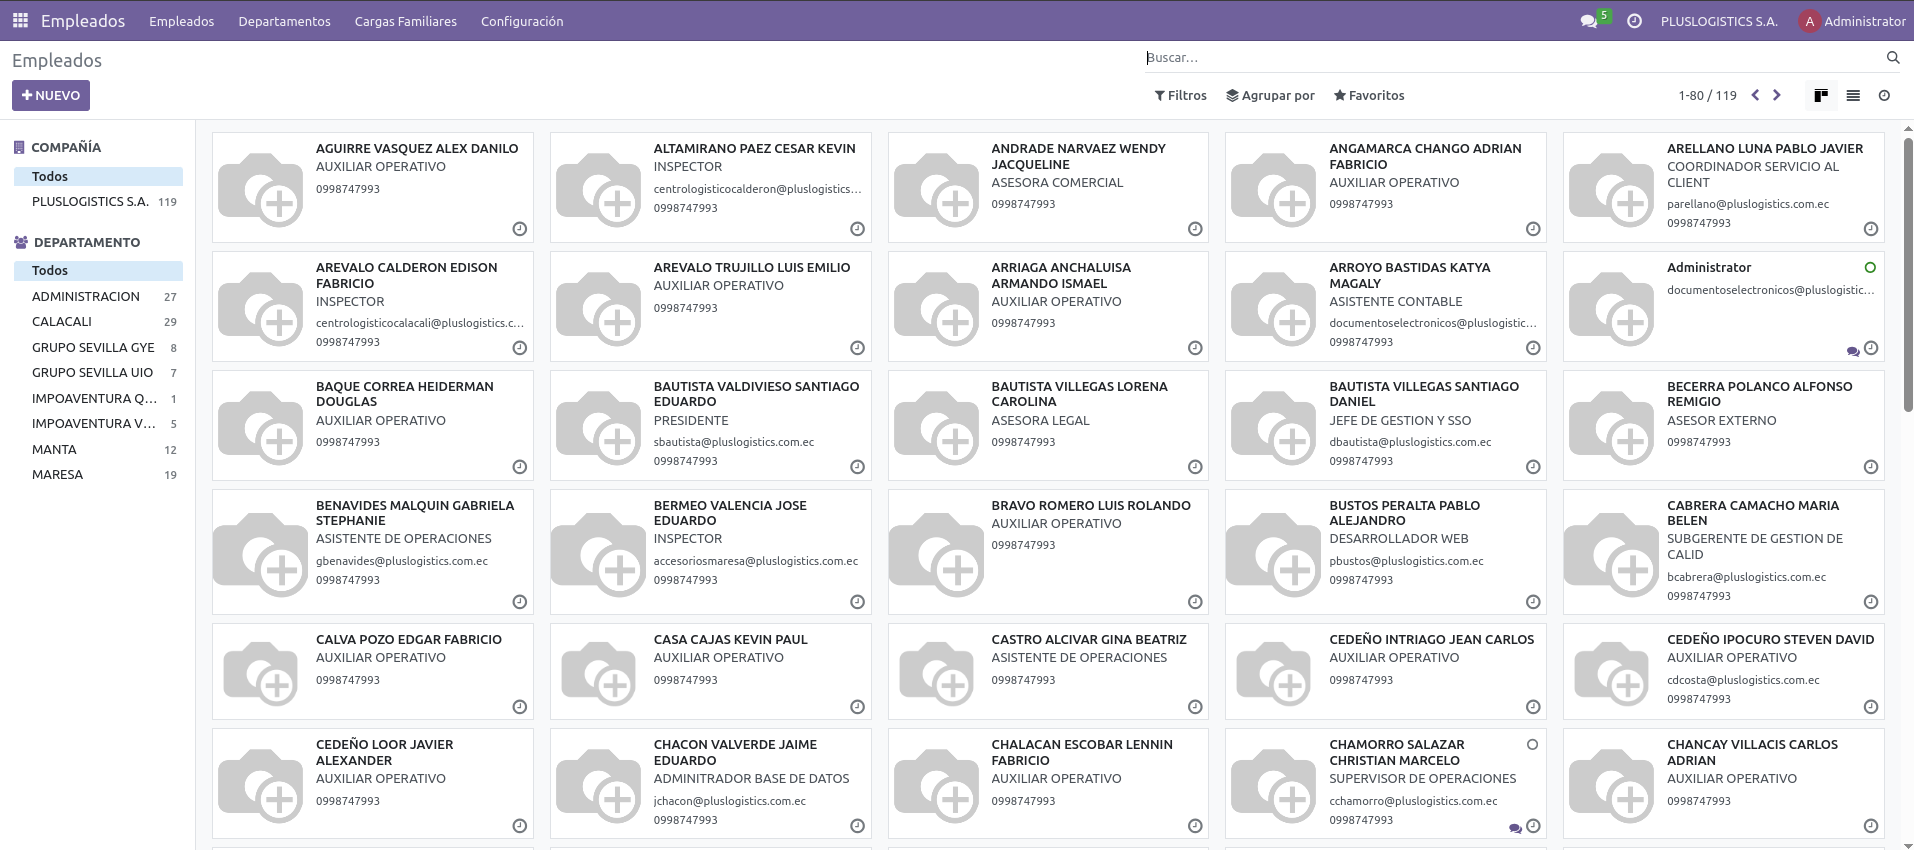 Empleados Empleados Departamentos Cargas Familiares Configuración 5 PLUSLOGISTICS S.A. A Administrator
Empleados
Buscar...
+ NUEVO
Filtros Agrupar por Favoritos 1-80 / 119
COMPAÑÍA
Todos
PLUSLOGISTICS S.A. 119
DEPARTAMENTO
Todos
ADMINISTRACION 27
CALACALI 29
GRUPO SEVILLA GYE 8
GRUPO SEVILLA UIO 7
IMPOAVENTURA Q... 1
IMPOAVENTURA V... 5
MANTA 12
MARESA 19
AGUIRRE VASQUEZ ALEX DANILO
AUXILIAR OPERATIVO
0998747993
ALTAMIRANO PAEZ CESAR KEVIN
INSPECTOR
centrologisticocalderon@pluslogistics...
0998747993
ANDRADE NARVAEZ WENDY
JACQUELINE
ASESORA COMERCIAL
0998747993
ANGAMARCA CHANGO ADRIAN
FABRICIO
AUXILIAR OPERATIVO
0998747993
ARELLANO LUNA PABLO JAVIER
COORDINADOR SERVICIO AL
CLIENT
parellano@pluslogistics.com.ec
0998747993
AREVALO CALDERON EDISON
FABRICIO
INSPECTOR
centrologisticocalacali@pluslogistics.c...
0998747993
AREVALO TRUJILLO LUIS EMILIO
AUXILIAR OPERATIVO
0998747993
ARRIAGA ANCHALUISA
ARMANDO ISMAEL
AUXILIAR OPERATIVO
0998747993
ARROYO BASTIDAS KATYA
MAGALY
ASISTENTE CONTABLE
documentoselectronicos@pluslogistic...
0998747993
Administrator
documentoselectronicos@pluslogistic...
BAQUE CORREA HEIDERMAN
DOUGLAS
AUXILIAR OPERATIVO
0998747993
BAUTISTA VALDIVIESO SANTIAGO
EDUARDO
PRESIDENTE
sbautista@pluslogistics.com.ec
0998747993
BAUTISTA VILLEGAS LORENA
CAROLINA
ASESORA LEGAL
0998747993
BAUTISTA VILLEGAS SANTIAGO
DANIEL
JEFE DE GESTION Y SSO
dbautista@pluslogistics.com.ec
0998747993
BECERRA POLANCO ALFONSO
REMIGIO
ASESOR EXTERNO
0998747993
BENAVIDES MALQUIN GABRIELA
STEPHANIE
ASISTENTE DE OPERACIONES
gbenavides@pluslogistics.com.ec
0998747993
BERMEO VALENCIA JOSE
EDUARDO
INSPECTOR
accesoriosmaresa@pluslogistics.com.ec
0998747993
BRAVO ROMERO LUIS ROLANDO
AUXILIAR OPERATIVO
0998747993
BUSTOS PERALTA PABLO
ALEJANDRO
DESARROLLADOR WEB
pbustos@pluslogistics.com.ec
0998747993
CABRERA CAMACHO MARIA
BELEN
SUBGERENTE DE GESTION DE
CALID
bcabrera@pluslogistics.com.ec
0998747993
CALVA POZO EDGAR FABRICIO
AUXILIAR OPERATIVO
0998747993
CASA CAJAS KEVIN PAUL
AUXILIAR OPERATIVO
0998747993
CASTRO ALCIVAR GINA BEATRIZ
ASISTENTE DE OPERACIONES
0998747993
CEDEÑO INTRIAGO JEAN CARLOS
AUXILIAR OPERATIVO
0998747993
CEDEÑO IPOCURO STEVEN DAVID
AUXILIAR OPERATIVO
cdcosta@pluslogistics.com.ec
0998747993
CEDEÑO LOOR JAVIER
ALEXANDER
AUXILIAR OPERATIVO
0998747993
CHACON VALVERDE JAIME
EDUARDO
ADMINITRADOR BASE DE DATOS
jchacon@pluslogistics.com.ec
0998747993
CHALACAN ESCOBAR LENNIN
FABRICIO
AUXILIAR OPERATIVO
0998747993
CHAMORRO SALAZAR
CHRISTIAN MARCELO
SUPERVISOR DE OPERACIONES
cchamorro@pluslogistics.com.ec
0998747993
CHANCAY VILLACIS CARLOS
ADRIAN
AUXILIAR OPERATIVO
0998747993